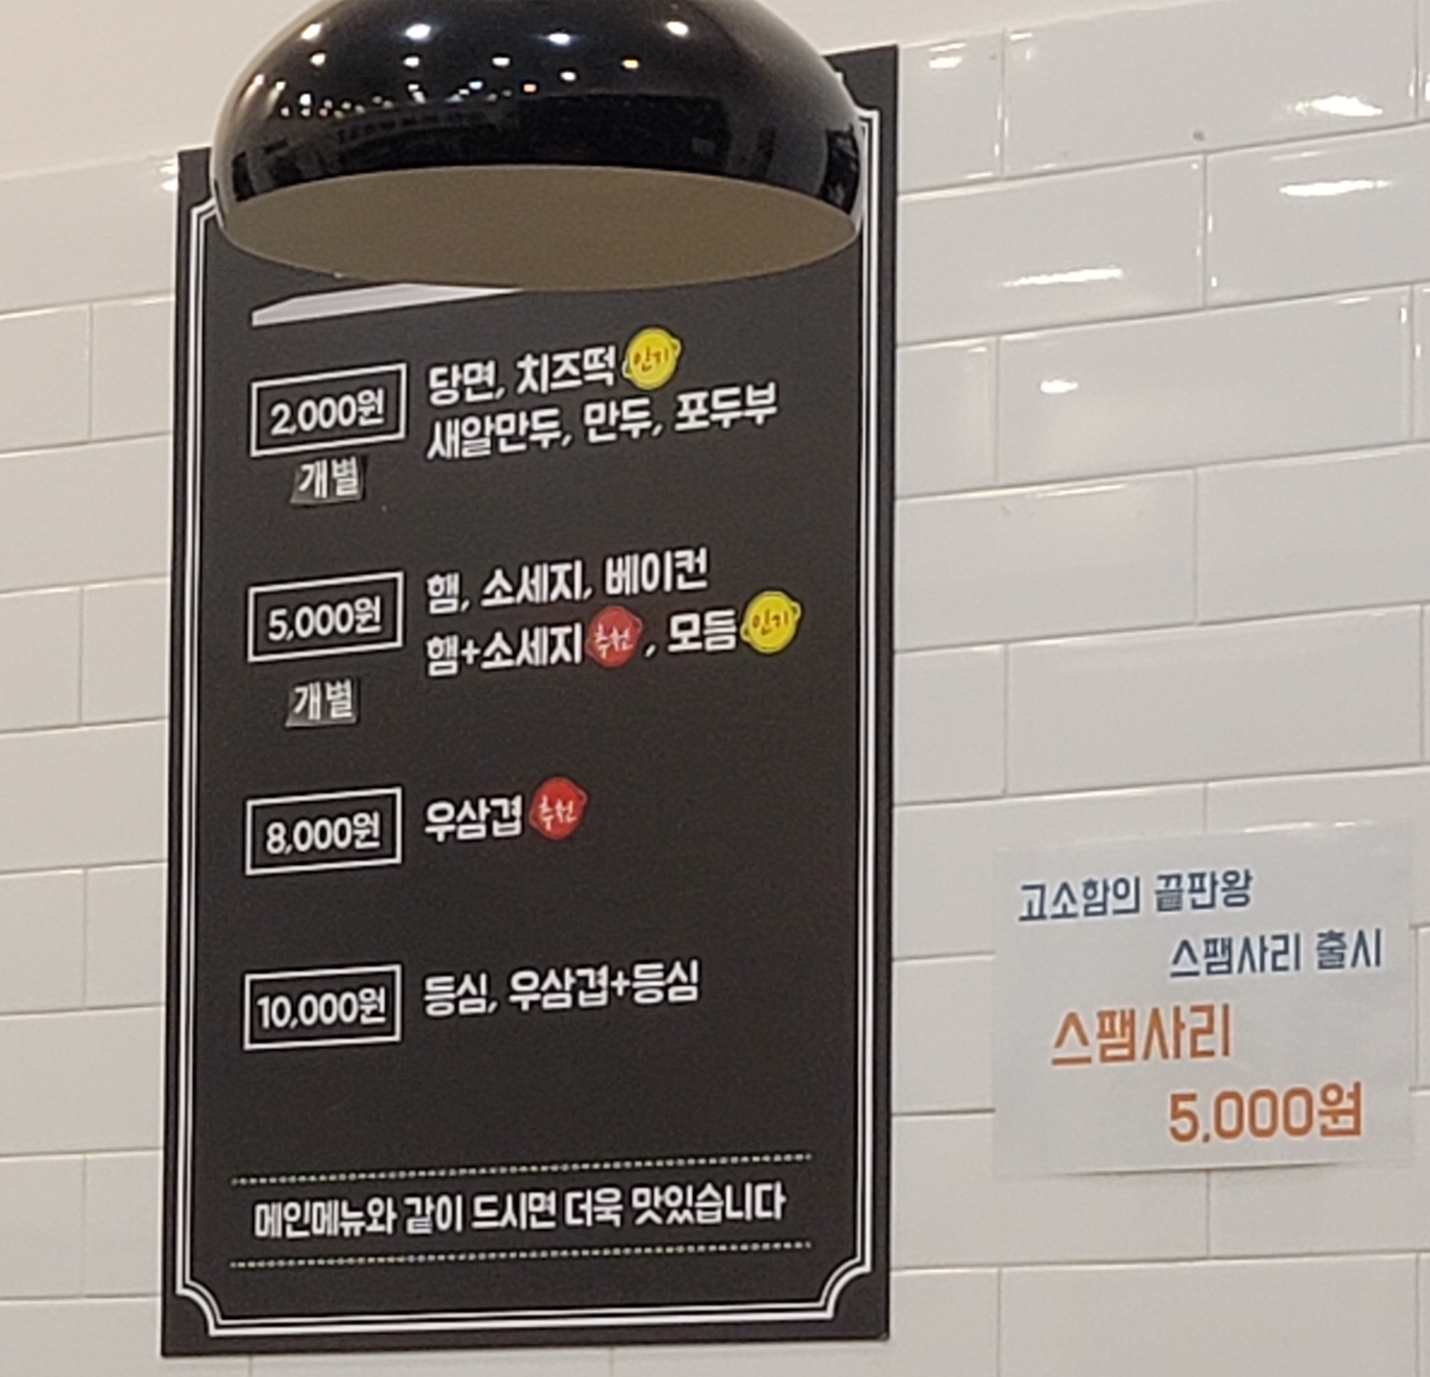 2,000원
개별
당면, 치즈떡 인기
새알만두, 만두, 포두부
5,000원
개별
햄, 소세지, 베이컨
햄+소세지 추천, 모듬 인기
8,000원
우삼겹 추천
10,000원
등심, 우삼겹+등심
메인메뉴와 같이 드시면 더욱 맛있습니다
고소함의 끝판왕
스팸사리 출시
스팸사리
5,000원